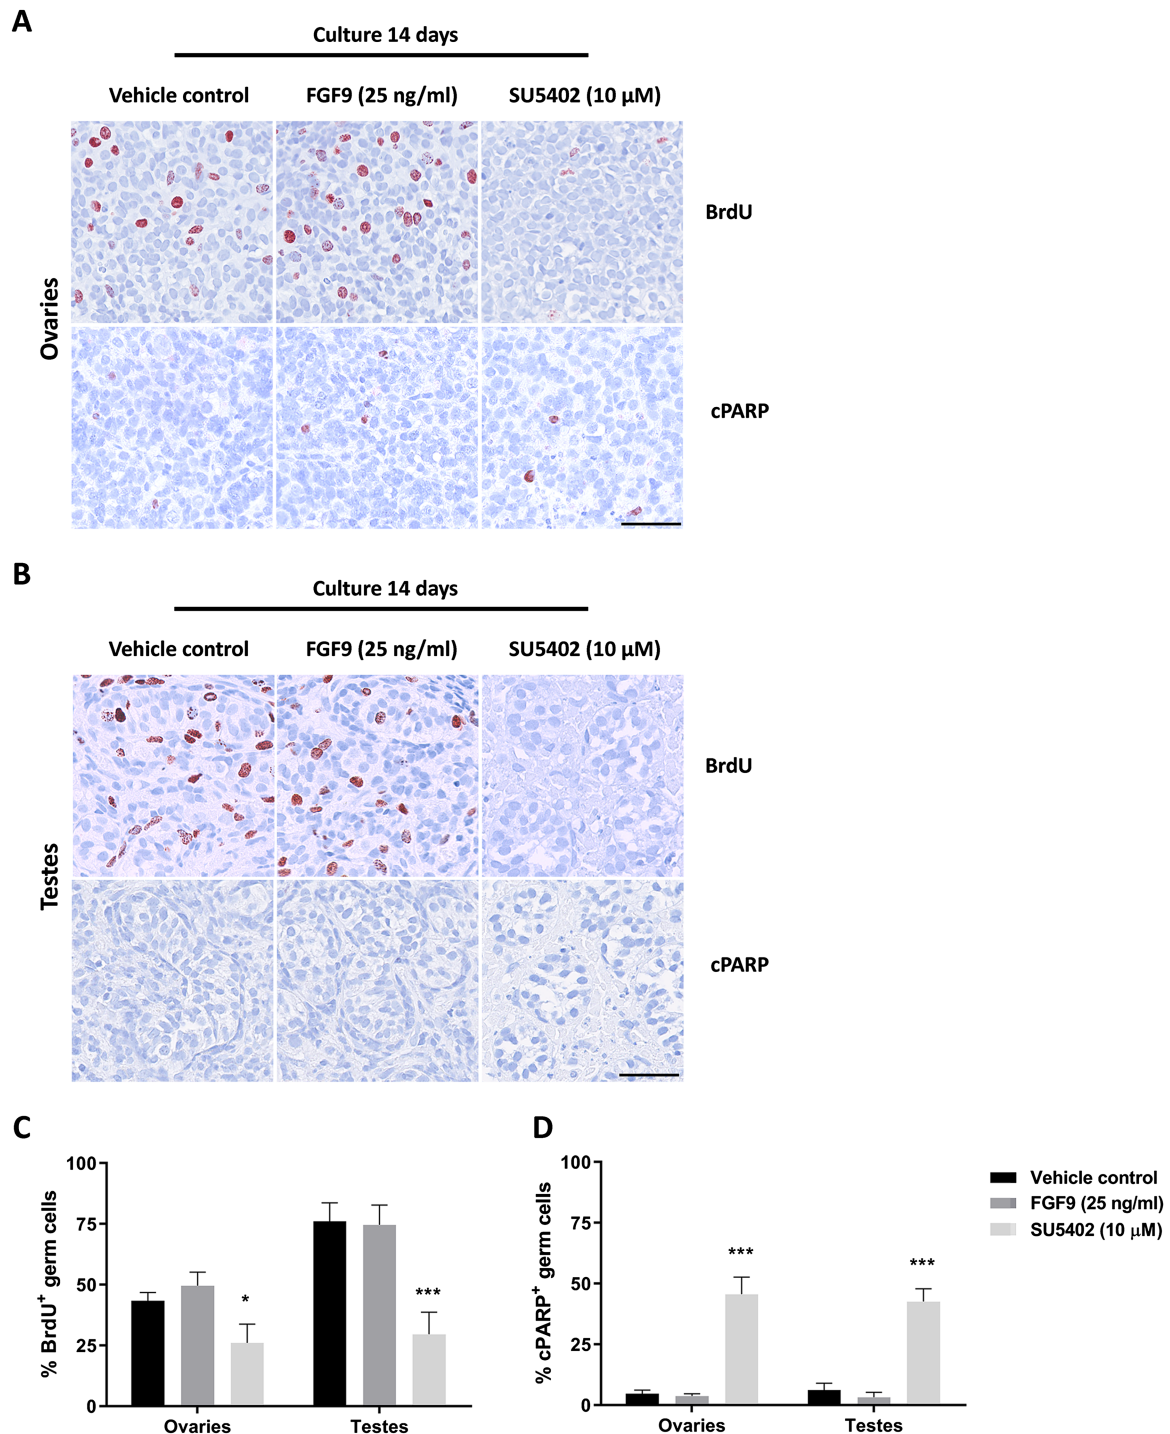 A
Culture 14 days
Vehicle control FGF9 (25 ng/ml) SU5402 (10 μM)
Ovaries
BrdU
cPARP
B
Culture 14 days
Vehicle control FGF9 (25 ng/ml) SU5402 (10 μM)
Testes
BrdU
cPARP
C
% BrdU+ germ cells
100
75
50
25
0
*
***
Ovaries Testes
D
% cPARP+ germ cells
100
75
50
25
0
***
***
Ovaries Testes
Vehicle control
FGF9 (25 ng/ml)
SU5402 (10 μM)